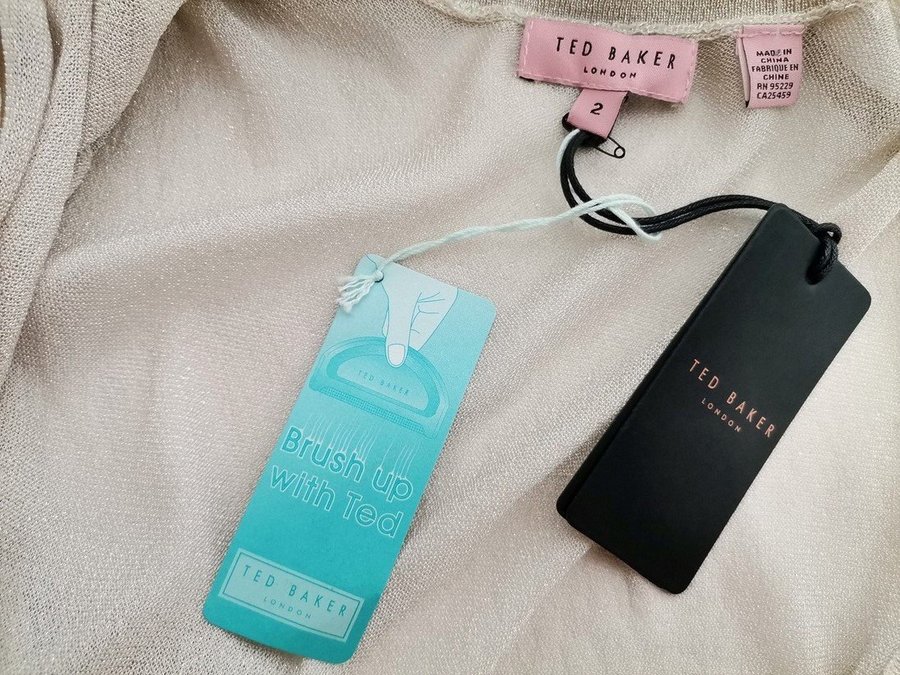 TED BAKER
LONDON
2
MADE IN
CHINA
FABRIQUE EN
CHINE
RN 95229
CA25459
TED BAKER
Brush up
with Ted
TED BAKER
LONDON
TED BAKER
LONDON